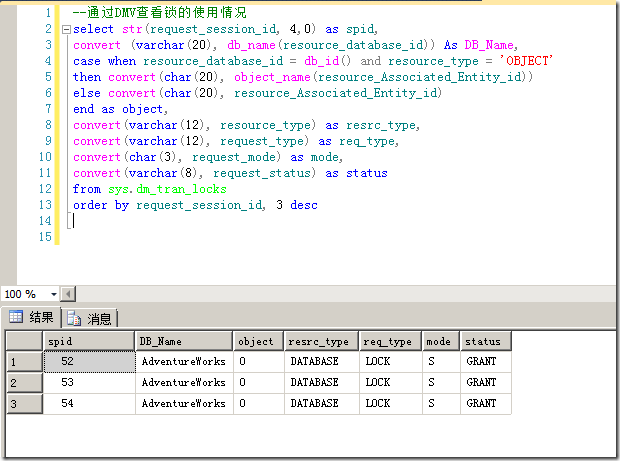 1 --通过DMV查看锁的使用情况
2 select str(request_session_id, 4,0) as spid,
3 convert (varchar(20), db_name(resource_database_id)) As DB_Name,
4 case when resource_database_id = db_id() and resource_type = 'OBJECT'
5 then convert(char(20), object_name(resource_Associated_Entity_id))
6 else convert(char(20), resource_Associated_Entity_id)
7 end as object,
8 convert(varchar(12), resource_type) as resrc_type,
9 convert(varchar(12), request_type) as req_type,
10 convert(char(3), request_mode) as mode,
11 convert(varchar(8), request_status) as status
12 from sys.dm_tran_locks
13 order by request_session_id, 3 desc
14
15
100 %
结果 消息
spid DB_Name object resrc_type req_type mode status
1 52 AdventureWorks 0 DATABASE LOCK S GRANT
2 53 AdventureWorks 0 DATABASE LOCK S GRANT
3 54 AdventureWorks 0 DATABASE LOCK S GRANT